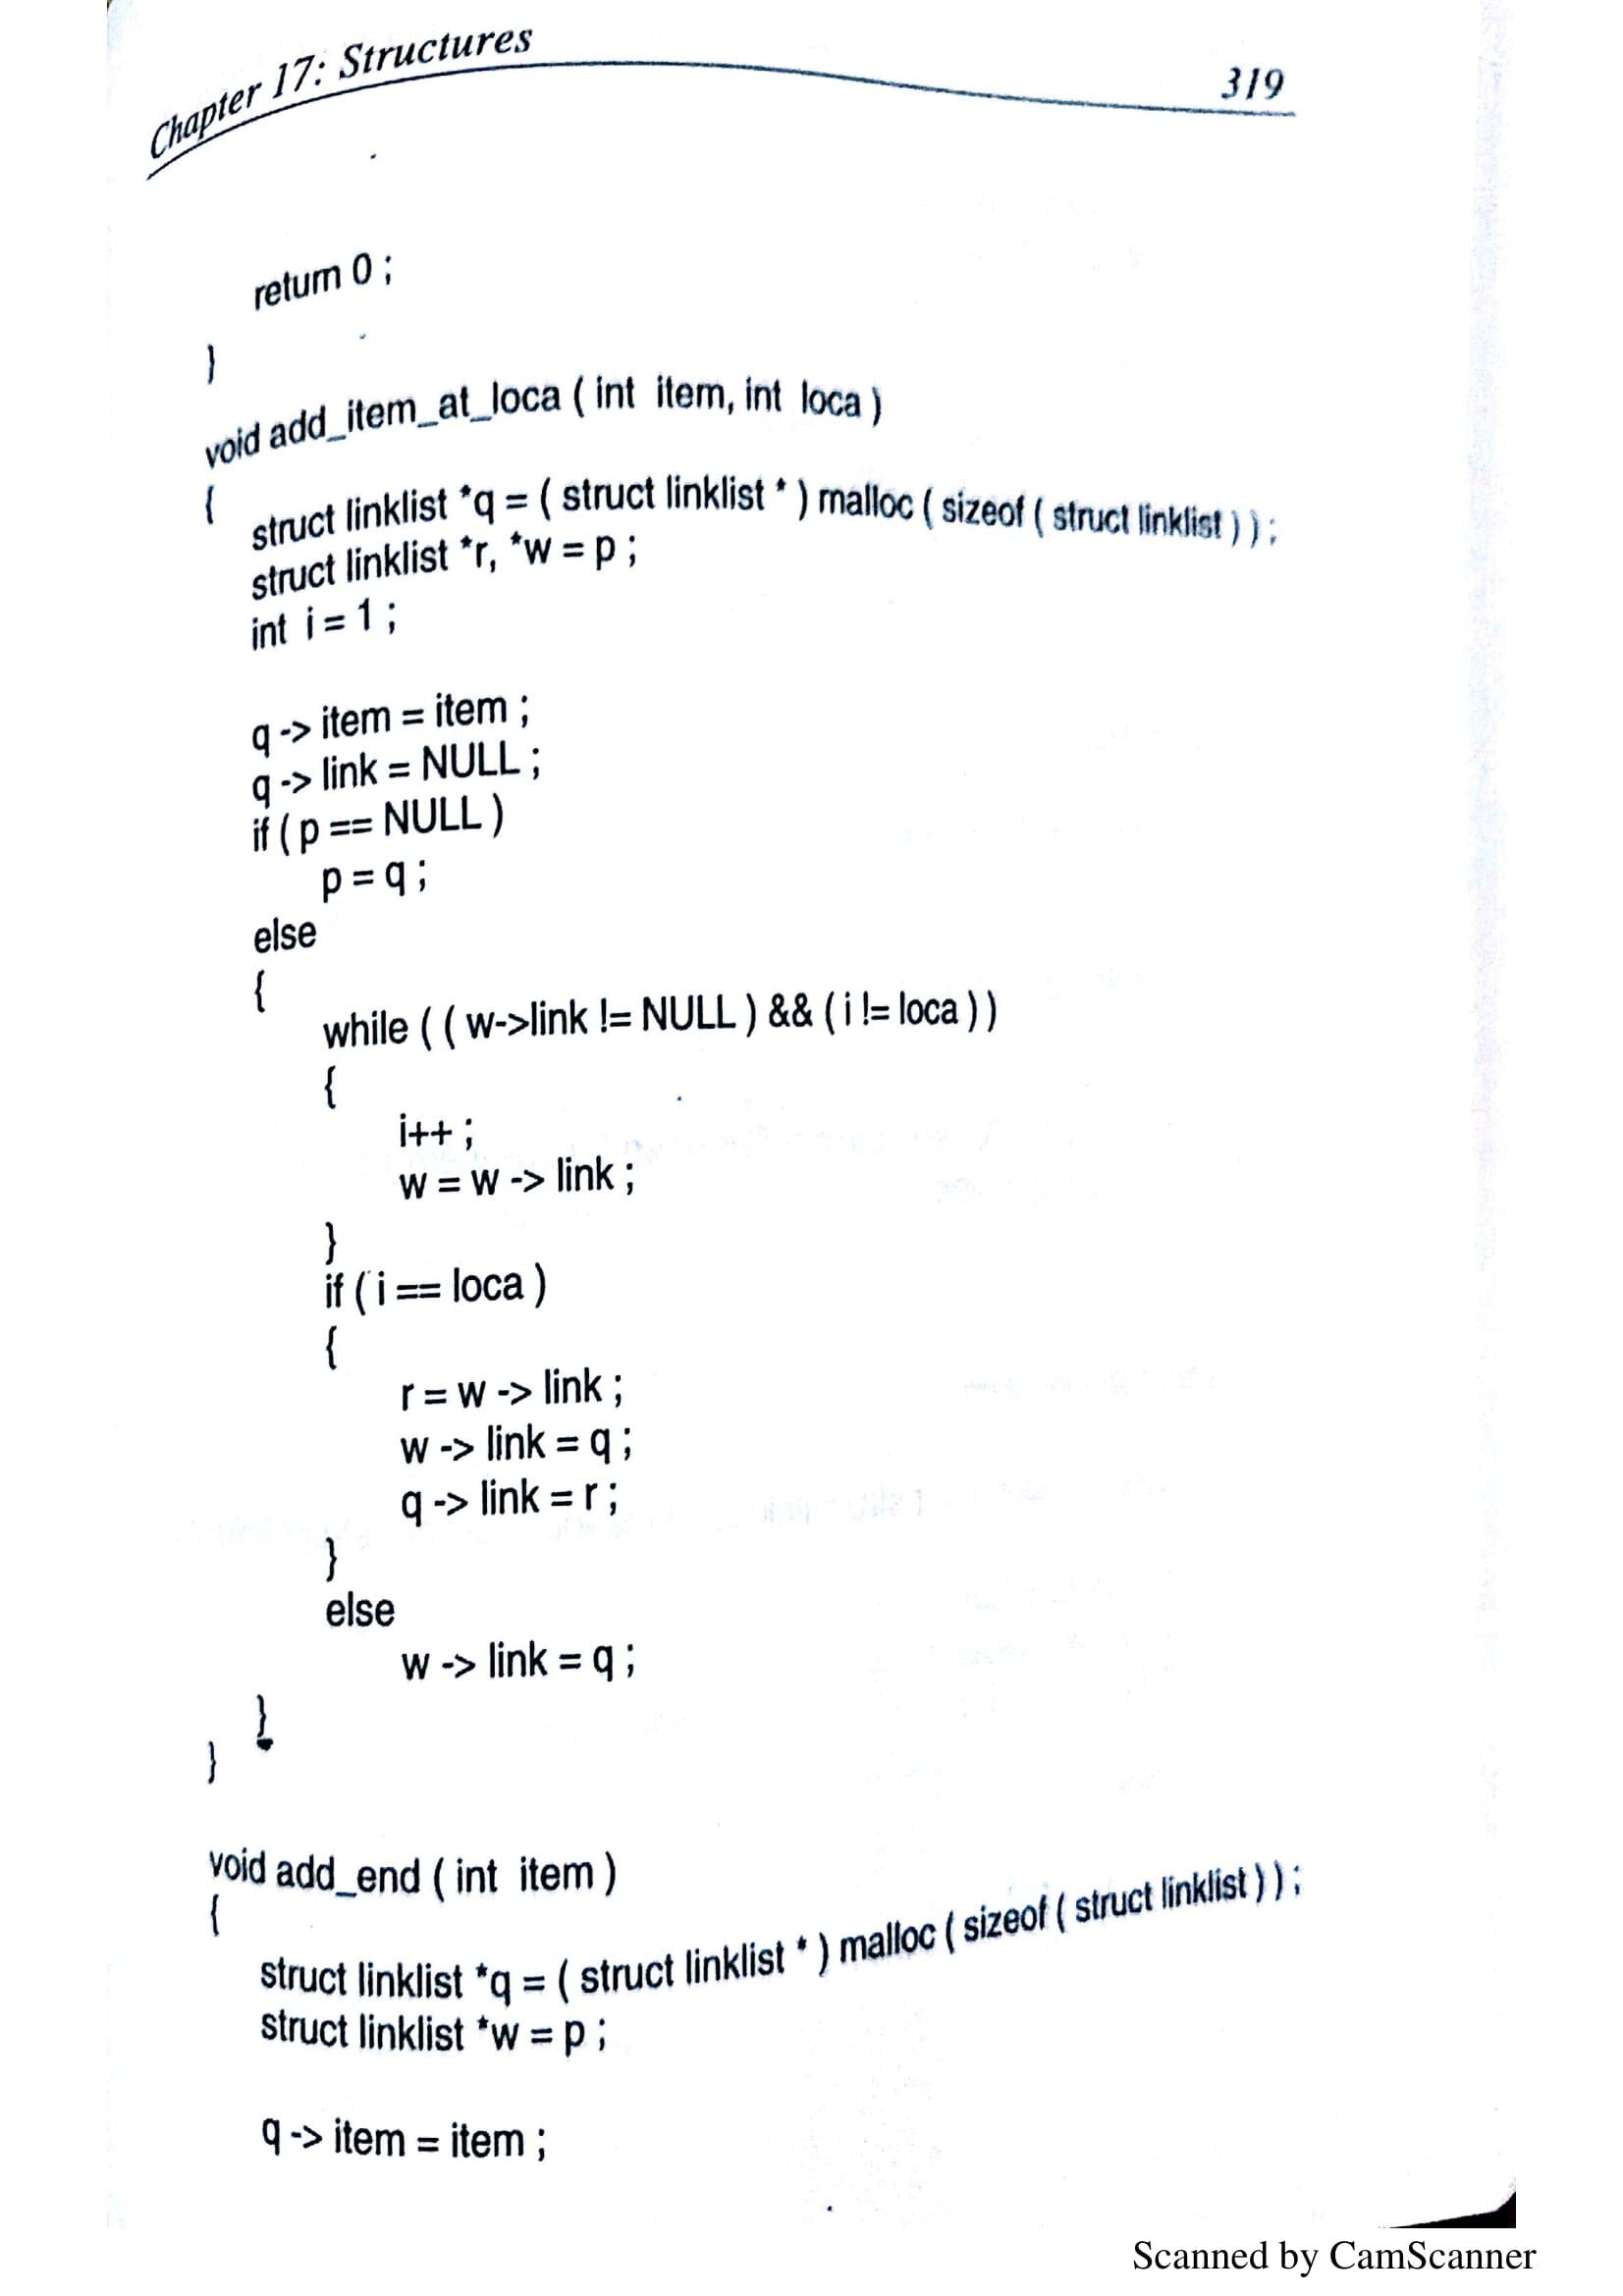 Chapter 17: Structures 319
return 0 ;
}
void add_item_at_loca ( int item, int loca )
{
struct linklist *q = ( struct linklist * ) malloc ( sizeof ( struct linklist ) ) ;
struct linklist *r, *w = p ;
int i = 1 ;
q -> item = item ;
q -> link = NULL ;
if ( p == NULL )
p = q ;
else
{
while ( ( w->link != NULL ) && ( i != loca ) )
{
i++ ;
w = w -> link ;
}
if ( i == loca )
{
r = w -> link ;
w -> link = q ;
q -> link = r ;
}
else
w -> link = q ;
}
}
void add_end ( int item )
{
struct linklist *q = ( struct linklist * ) malloc ( sizeof ( struct linklist ) ) ;
struct linklist *w = p ;
q -> item = item ;
Scanned by CamScanner